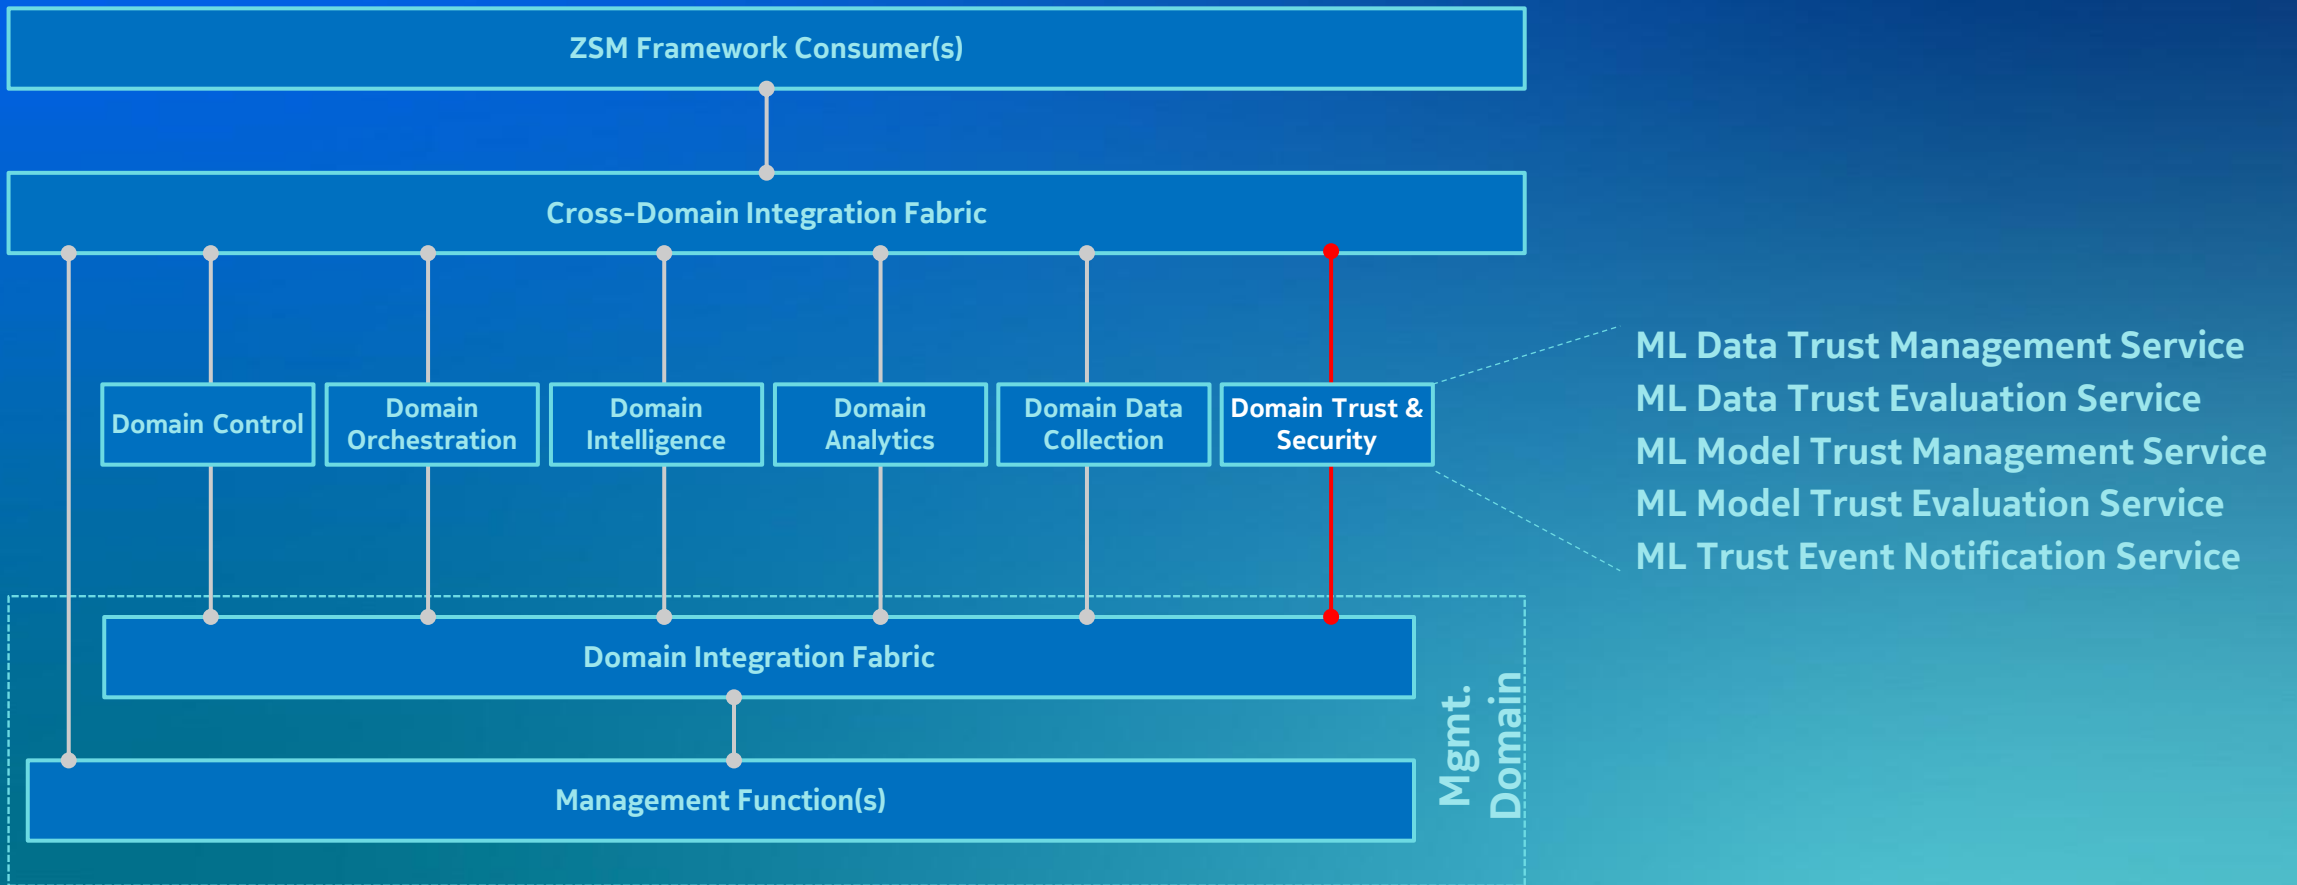 ZSM Framework Consumer(s)
Cross-Domain Integration Fabric
Domain Control
Domain
Orchestration
Domain
Intelligence
Domain
Analytics
Domain Data
Collection
Domain Trust &
Security
ML Data Trust Management Service
ML Data Trust Evaluation Service
ML Model Trust Management Service
ML Model Trust Evaluation Service
ML Trust Event Notification Service
Domain Integration Fabric
Mgmt.
Domain
Management Function(s)